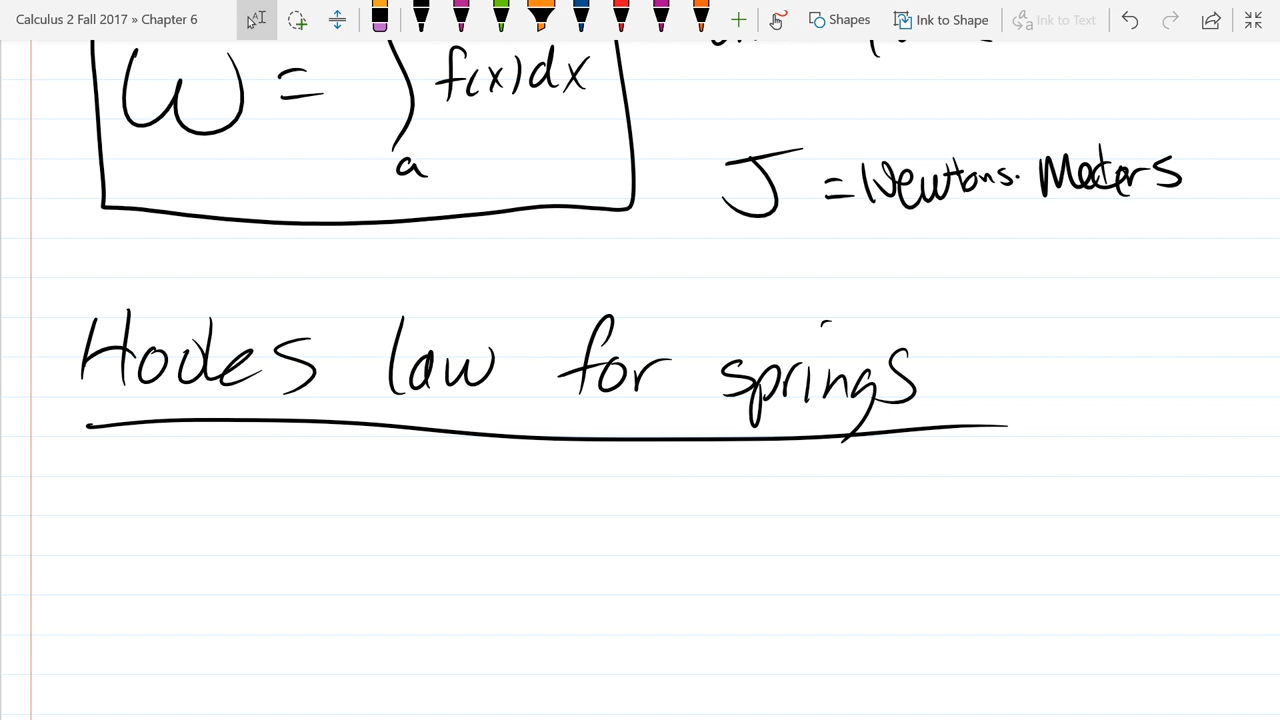 Calculus 2 Fall 2017 » Chapter 6
Shapes
Ink to Shape
Ink to Text
W = ∫ f(x)dx
a
J = Newtons · Meters
Hookes law for springs